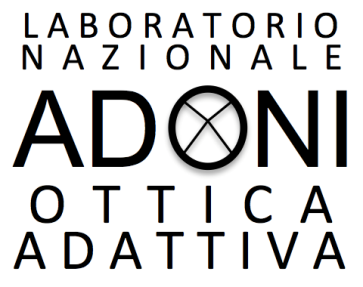 LABORATORIO
NAZIONALE
ADONI
OTTICA
ADATTIVA